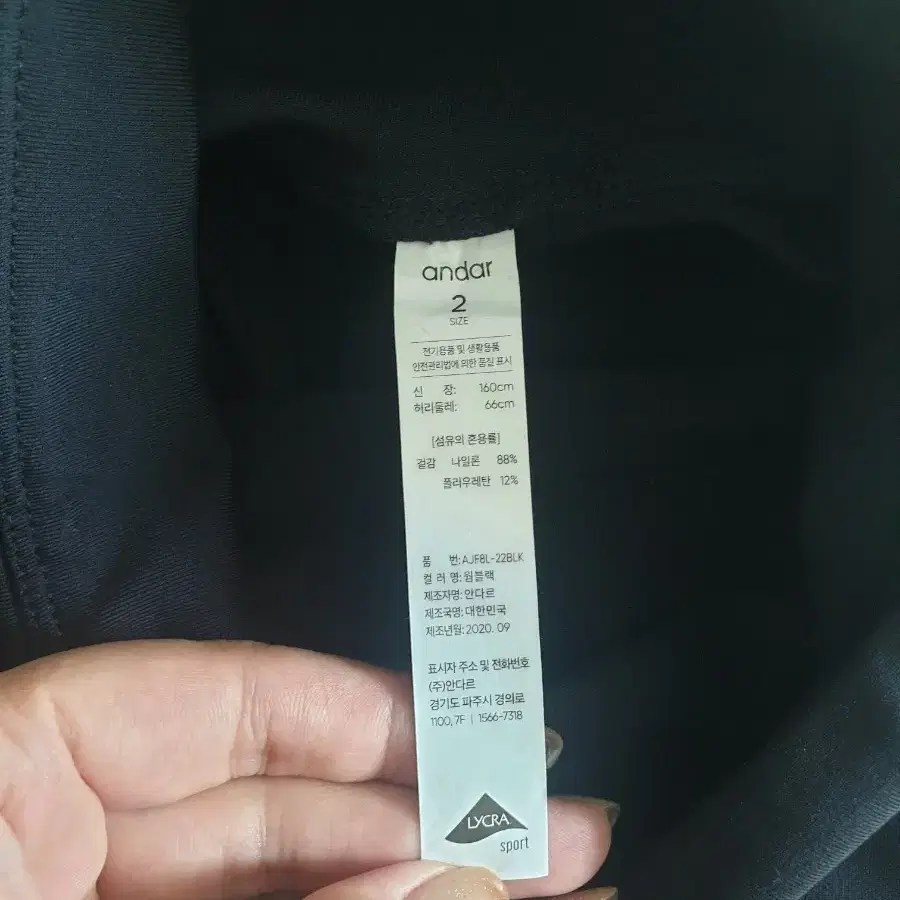 andar
2
SIZE
전기용품 및 생활용품
안전관리법에 의한 품질 표시
신 장: 160cm
허리둘레: 66cm
[섬유의 혼용률]
겉감 나일론 88%
폴리우레탄 12%
품 번: AJF8L-22BLK
컬 러 명: 웜블랙
제조자명: 안다르
제조국명: 대한민국
제조년월: 2020. 09
표시자 주소 및 전화번호
(주)안다르
경기도 파주시 경의로
1100, 7F | 1566-7318
LYCRA
sport